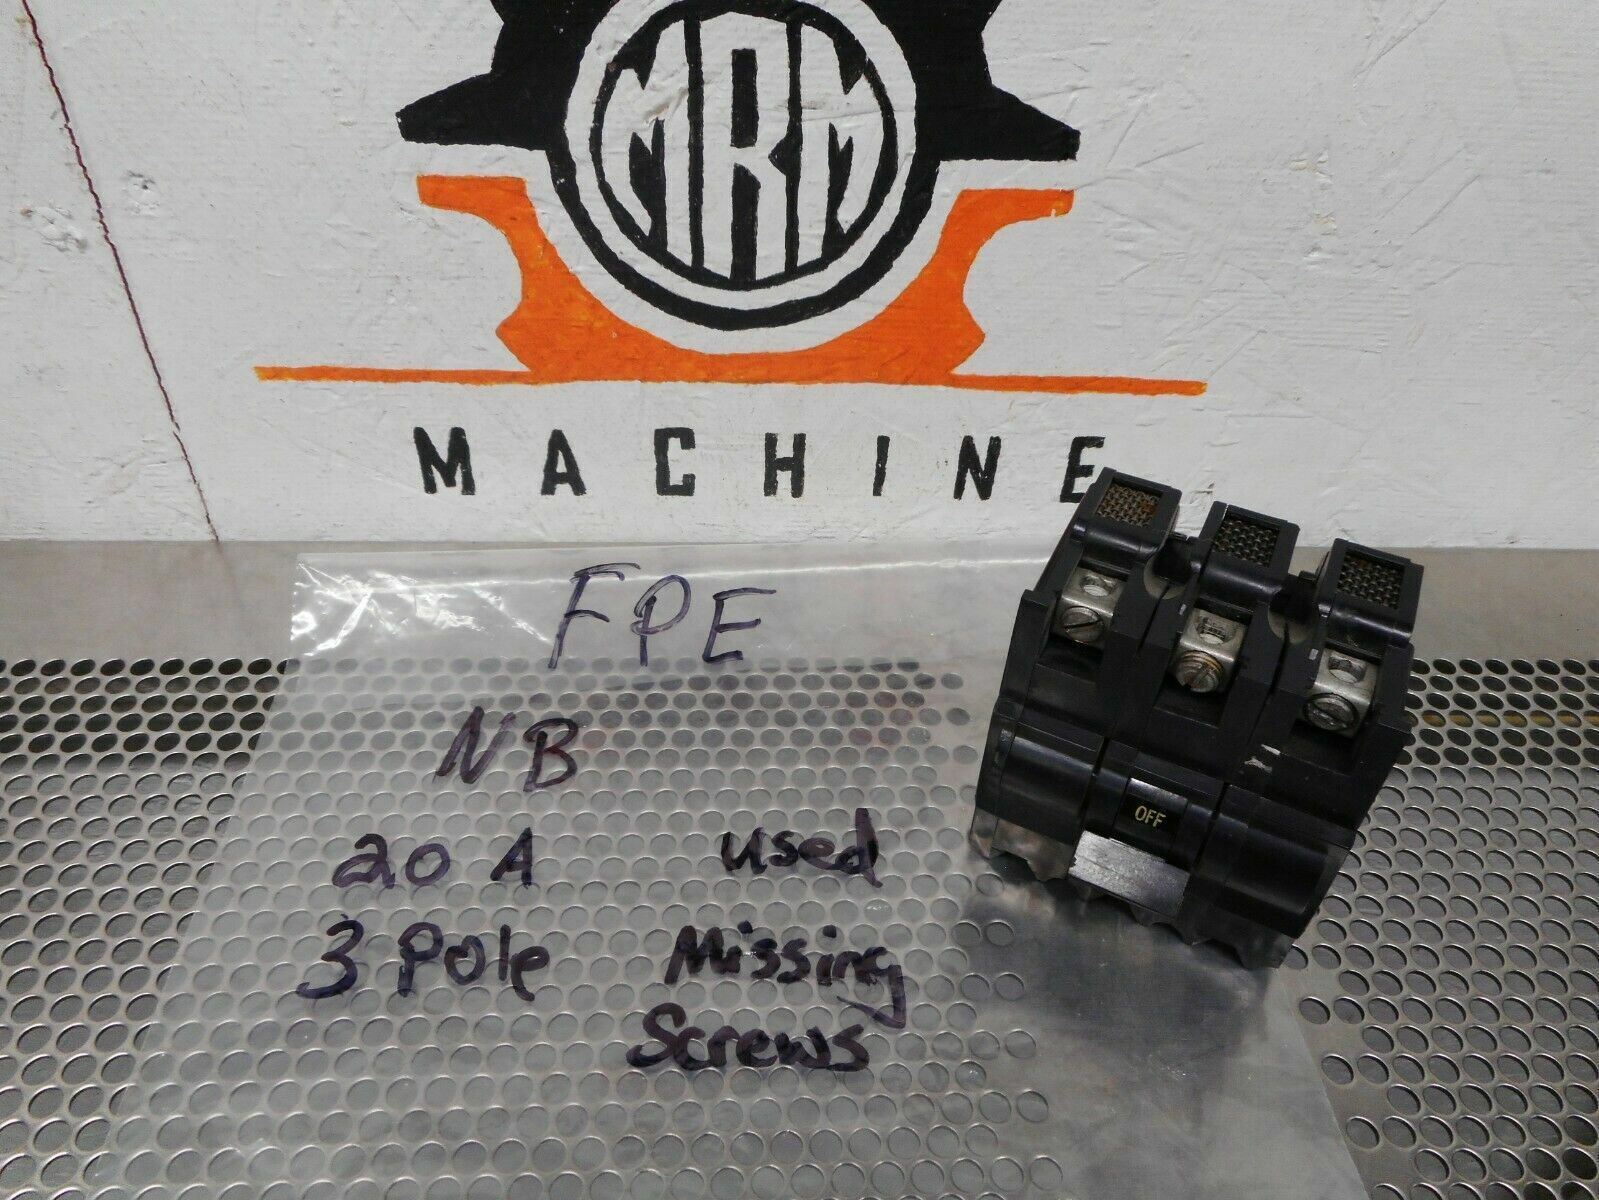 MRM
MACHINE
FPE
NB
20 A used
3 Pole Missing
Screws
OFF